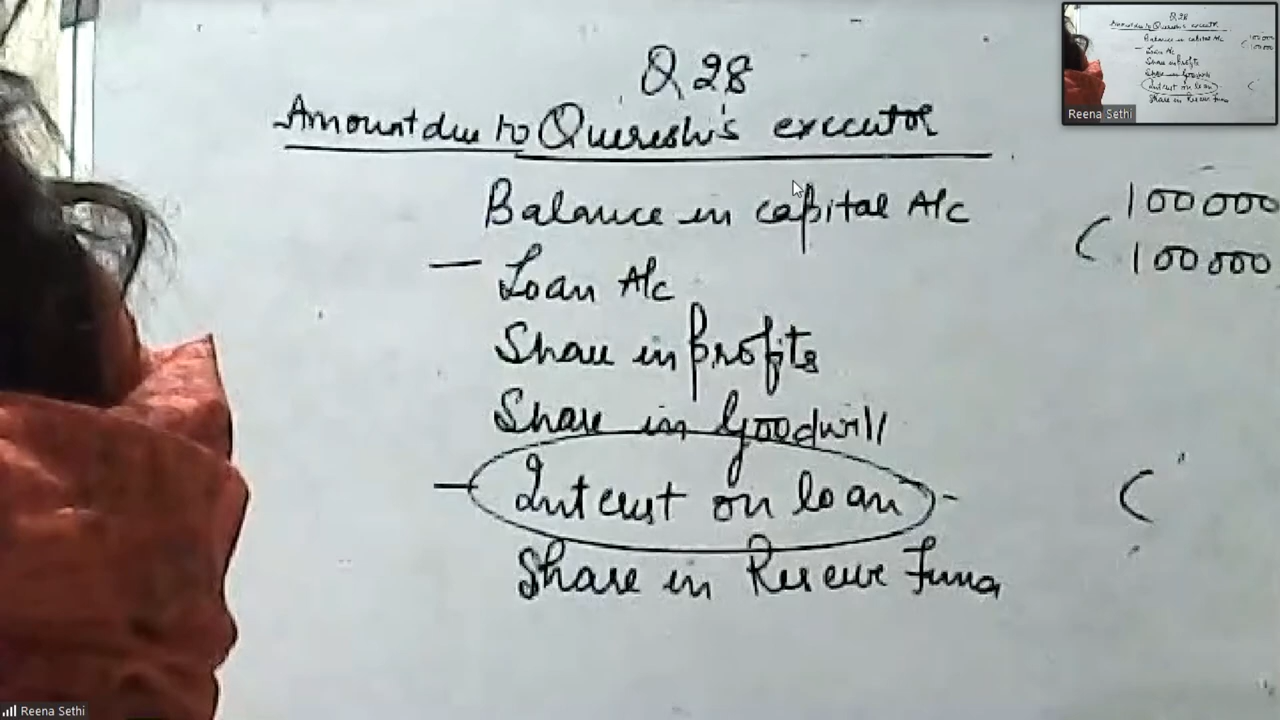 Q.28
Amount due to Quereshi's executor
Balance in capital A/c 100000
— Loan A/c (100000
Share in profits
Share in Goodwill
— Interest on loan - (
Share in Reserve Fund
Reena Sethi
Reena Sethi